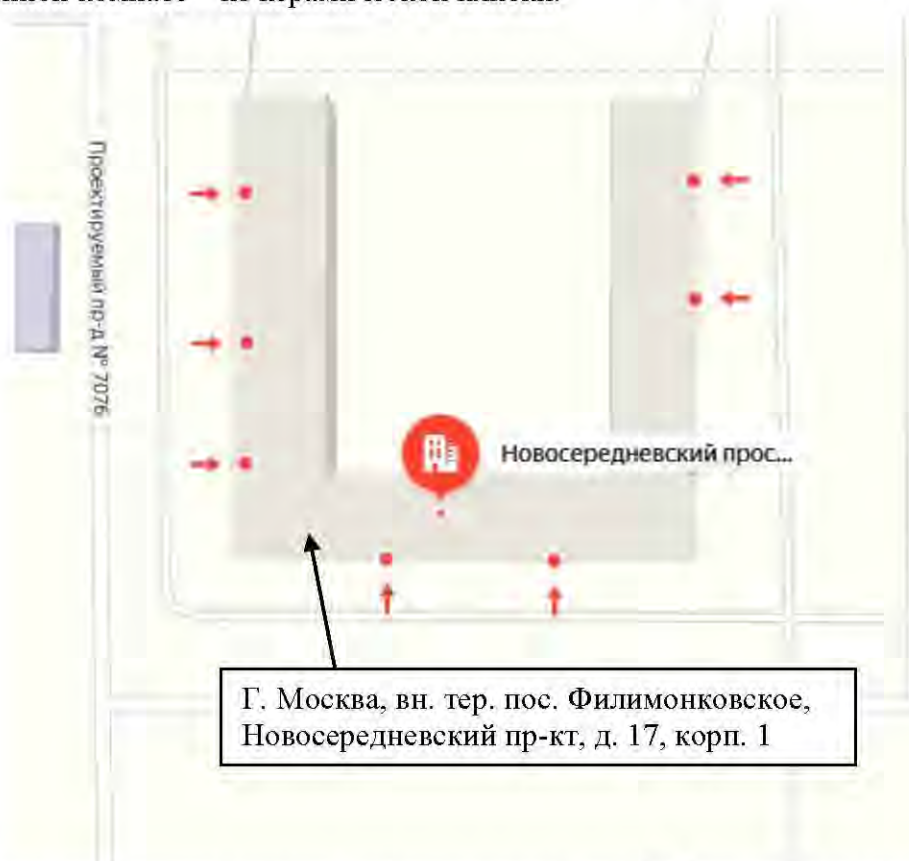 Проектируемый пр-д № 7076
Новосередневский прос...
Г. Москва, вн. тер. пос. Филимонковское,
Новосередневский пр-кт, д. 17, корп. 1